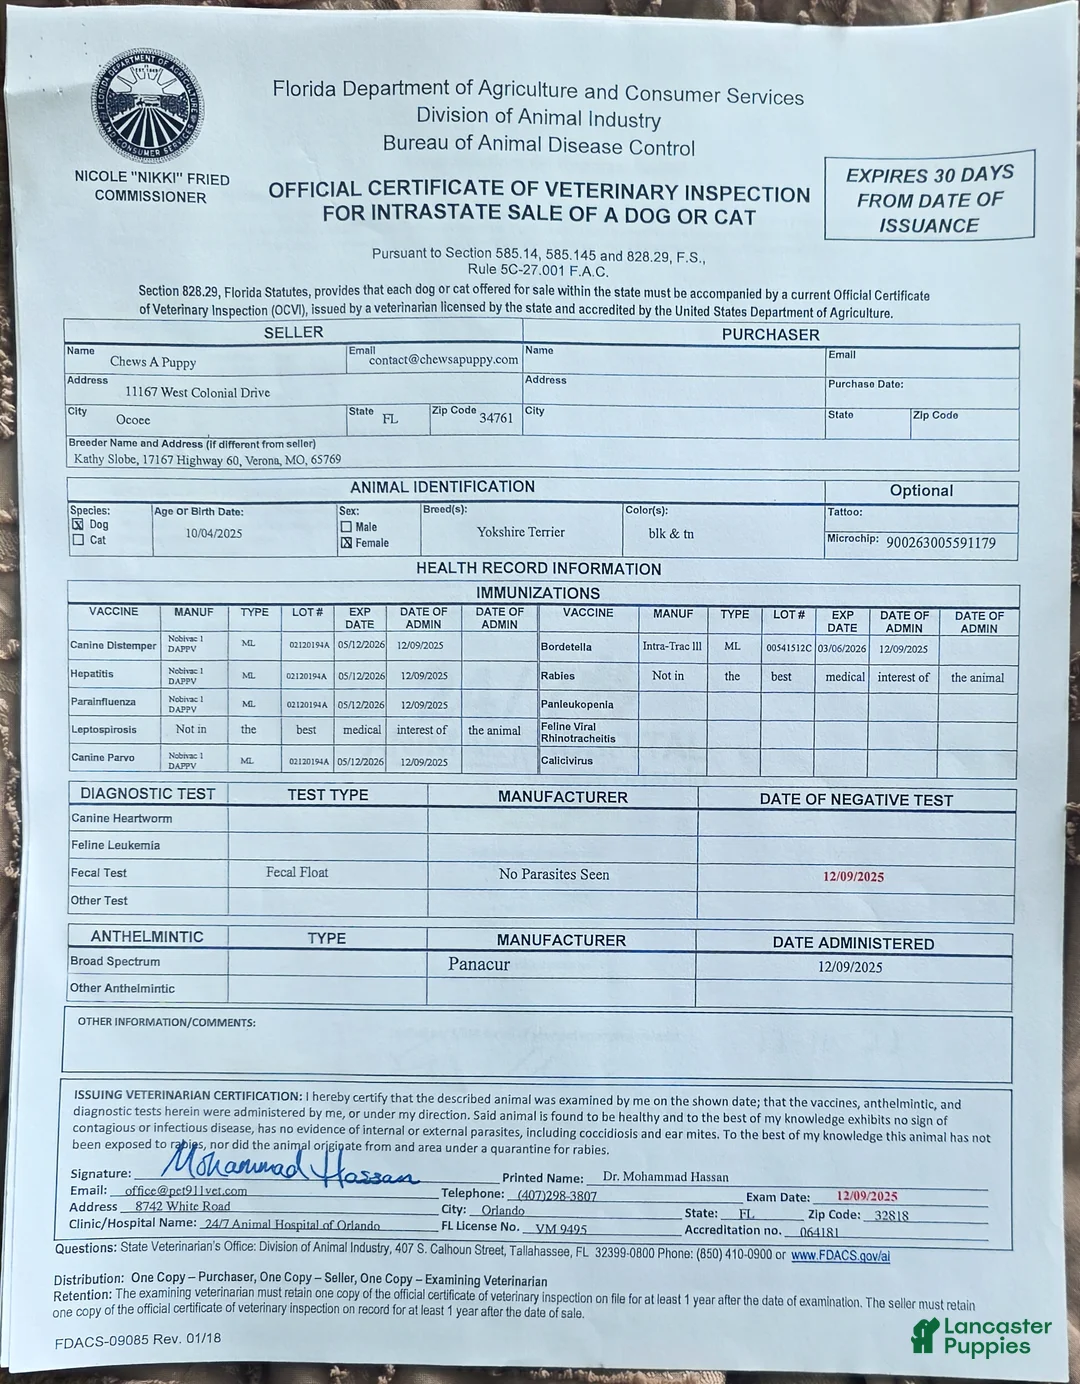 FLORIDA DEPARTMENT OF AGRICULTURE
AND CONSUMER SERVICES
NICOLE "NIKKI" FRIED
COMMISSIONER
Florida Department of Agriculture and Consumer Services
Division of Animal Industry
Bureau of Animal Disease Control
OFFICIAL CERTIFICATE OF VETERINARY INSPECTION
FOR INTRASTATE SALE OF A DOG OR CAT
EXPIRES 30 DAYS
FROM DATE OF
ISSUANCE
Pursuant to Section 585.14, 585.145 and 828.29, F.S.,
Rule 5C-27.001 F.A.C.
Section 828.29, Florida Statutes, provides that each dog or cat offered for sale within the state must be accompanied by a current Official Certificate
of Veterinary Inspection (OCVI), issued by a veterinarian licensed by the state and accredited by the United States Department of Agriculture.
SELLER PURCHASER
Name Chews A Puppy Email contact@chewsapuppy.com Name Email
Address 11167 West Colonial Drive Address Purchase Date:
City Ocoee State FL Zip Code 34761 City State Zip Code
Breeder Name and Address (if different from seller)
Kathy Slobe, 17167 Highway 60, Verona, MO, 65769
ANIMAL IDENTIFICATION Optional
Species: Age or Birth Date: Sex: Breed(s): Color(s): Tattoo:
☒ Dog 10/04/2025 ☐ Male Yokshire Terrier blk & tn
☐ Cat ☒ Female Microchip: 900263005591179
HEALTH RECORD INFORMATION
IMMUNIZATIONS
VACCINE MANUF TYPE LOT # EXP DATE DATE OF ADMIN DATE OF ADMIN VACCINE MANUF TYPE LOT # EXP DATE DATE OF ADMIN DATE OF ADMIN
Canine Distemper Nobivac 1 DAPPV ML 02120194A 05/12/2026 12/09/2025 Bordetella Intra-Trac lll ML 00541512C 03/06/2026 12/09/2025
Hepatitis Nobivac 1 DAPPV ML 02120194A 05/12/2026 12/09/2025 Rabies Not in the best medical interest of the animal
Parainfluenza Nobivac 1 DAPPV ML 02120194A 05/12/2026 12/09/2025 Panleukopenia
Leptospirosis Not in the best medical interest of the animal Feline Viral Rhinotracheitis
Canine Parvo Nobivac 1 DAPPV ML 02120194A 05/12/2026 12/09/2025 Calicivirus
DIAGNOSTIC TEST TEST TYPE MANUFACTURER DATE OF NEGATIVE TEST
Canine Heartworm
Feline Leukemia
Fecal Test Fecal Float No Parasites Seen 12/09/2025
Other Test
ANTHELMINTIC TYPE MANUFACTURER DATE ADMINISTERED
Broad Spectrum Panacur 12/09/2025
Other Anthelmintic
OTHER INFORMATION/COMMENTS:
ISSUING VETERINARIAN CERTIFICATION: I hereby certify that the described animal was examined by me on the shown date; that the vaccines, anthelmintic, and
diagnostic tests herein were administered by me, or under my direction. Said animal is found to be healthy and to the best of my knowledge exhibits no sign of
contagious or infectious disease, has no evidence of internal or external parasites, including coccidiosis and ear mites. To the best of my knowledge this animal has not
been exposed to rabies, nor did the animal originate from and area under a quarantine for rabies.
Signature: Mohammad Hassan Printed Name: Dr. Mohammad Hassan
Email: office@pet911vet.com Telephone: (407)298-3807 Exam Date: 12/09/2025
Address 8742 White Road City: Orlando State: FL Zip Code: 32818
Clinic/Hospital Name: 24/7 Animal Hospital of Orlando FL License No. VM 9495 Accreditation no. 064181
Questions: State Veterinarian's Office: Division of Animal Industry, 407 S. Calhoun Street, Tallahassee, FL 32399-0800 Phone: (850) 410-0900 or www.FDACS.gov/ai
Distribution: One Copy – Purchaser, One Copy – Seller, One Copy – Examining Veterinarian
Retention: The examining veterinarian must retain one copy of the official certificate of veterinary inspection on file for at least 1 year after the date of examination. The seller must retain
one copy of the official certificate of veterinary inspection on record for at least 1 year after the date of sale.
FDACS-09085 Rev. 01/18
Lancaster
Puppies